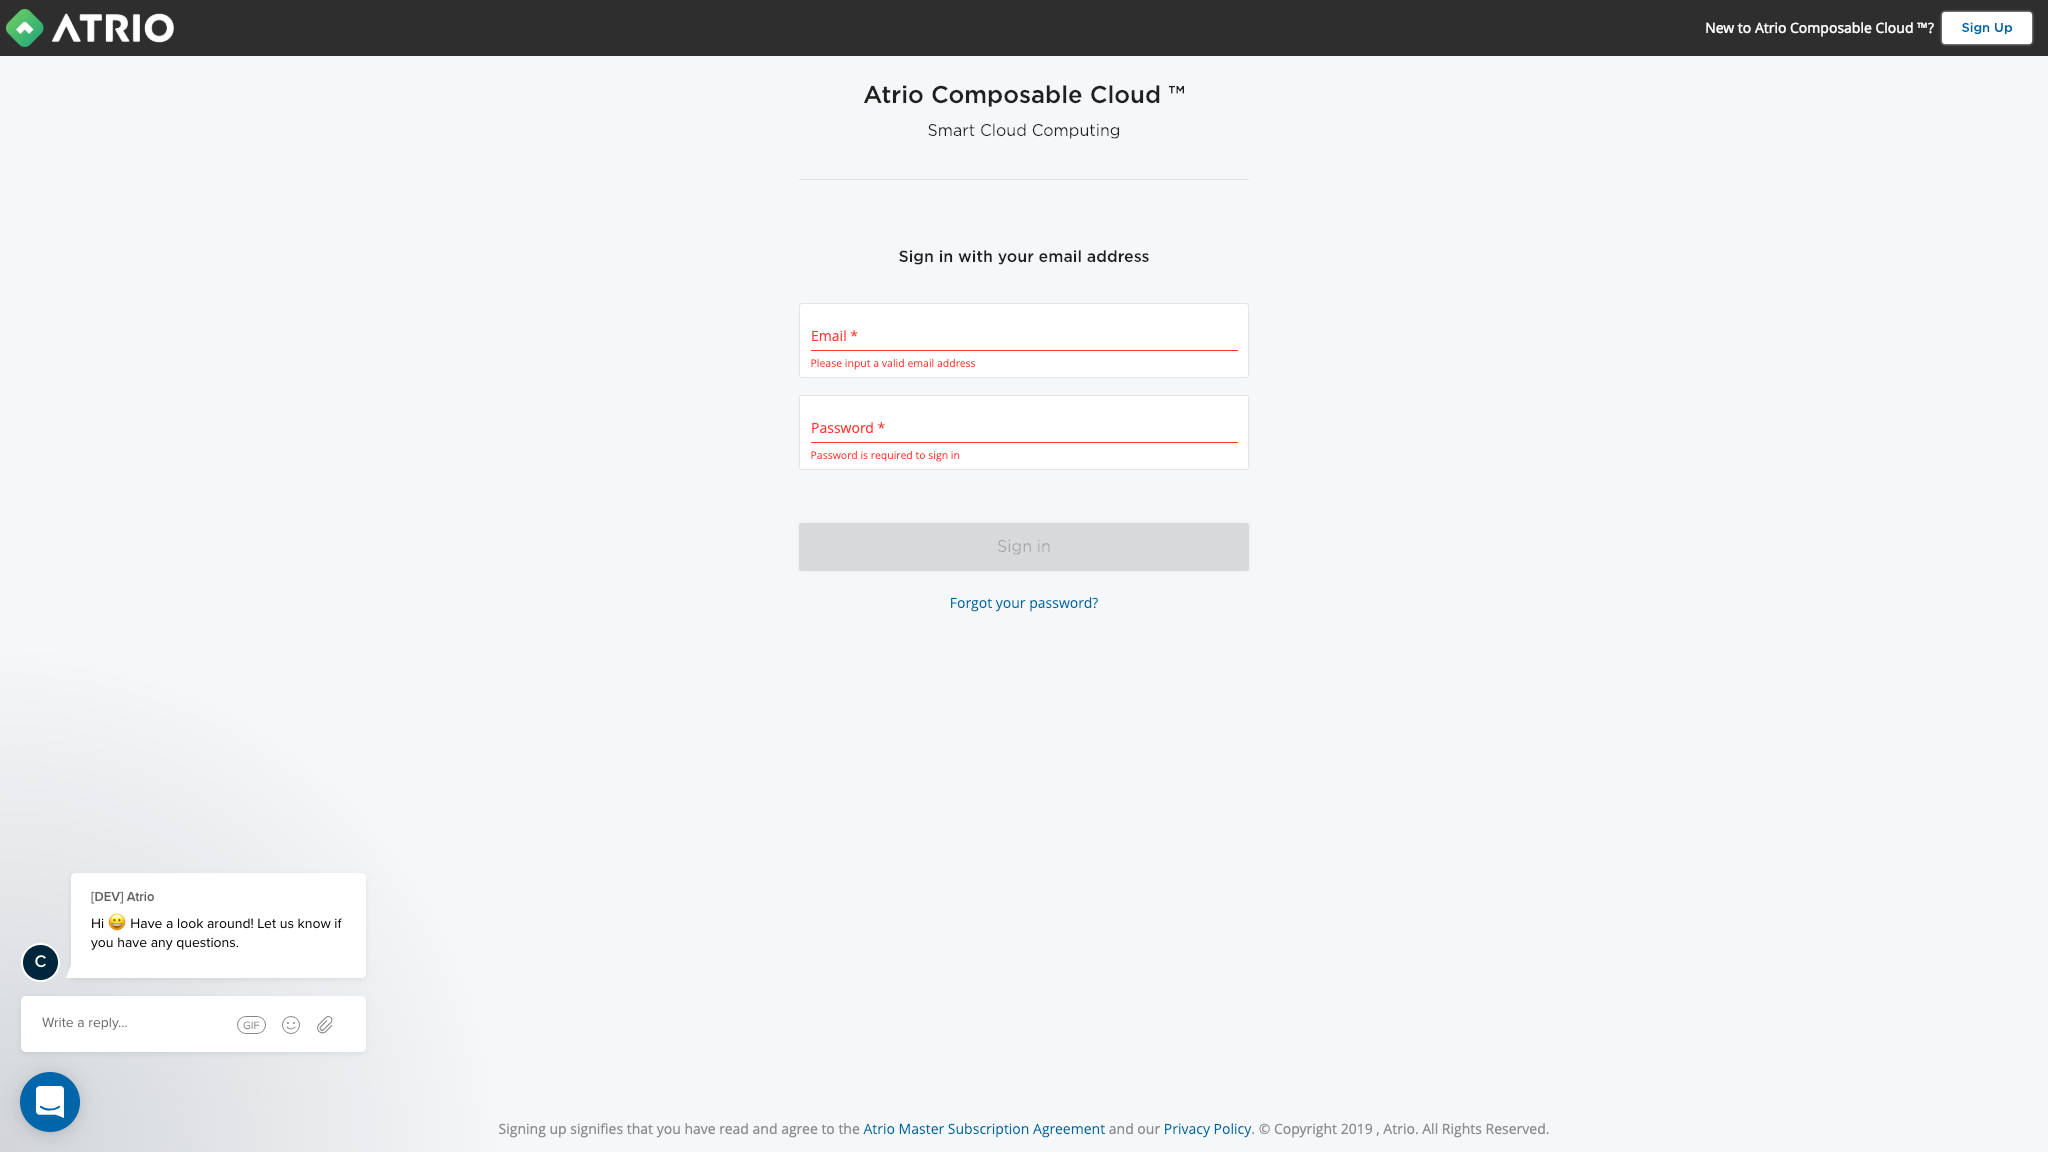 ATRIO
New to Atrio Composable Cloud ™?
Sign Up
Atrio Composable Cloud ™
Smart Cloud Computing
Sign in with your email address
Email *
Please input a valid email address
Password *
Password is required to sign in
Sign in
Forgot your password?
[DEV] Atrio
Hi 😀 Have a look around! Let us know if
you have any questions.
C
Write a reply...
GIF
Signing up signifies that you have read and agree to the Atrio Master Subscription Agreement and our Privacy Policy. © Copyright 2019 , Atrio. All Rights Reserved.